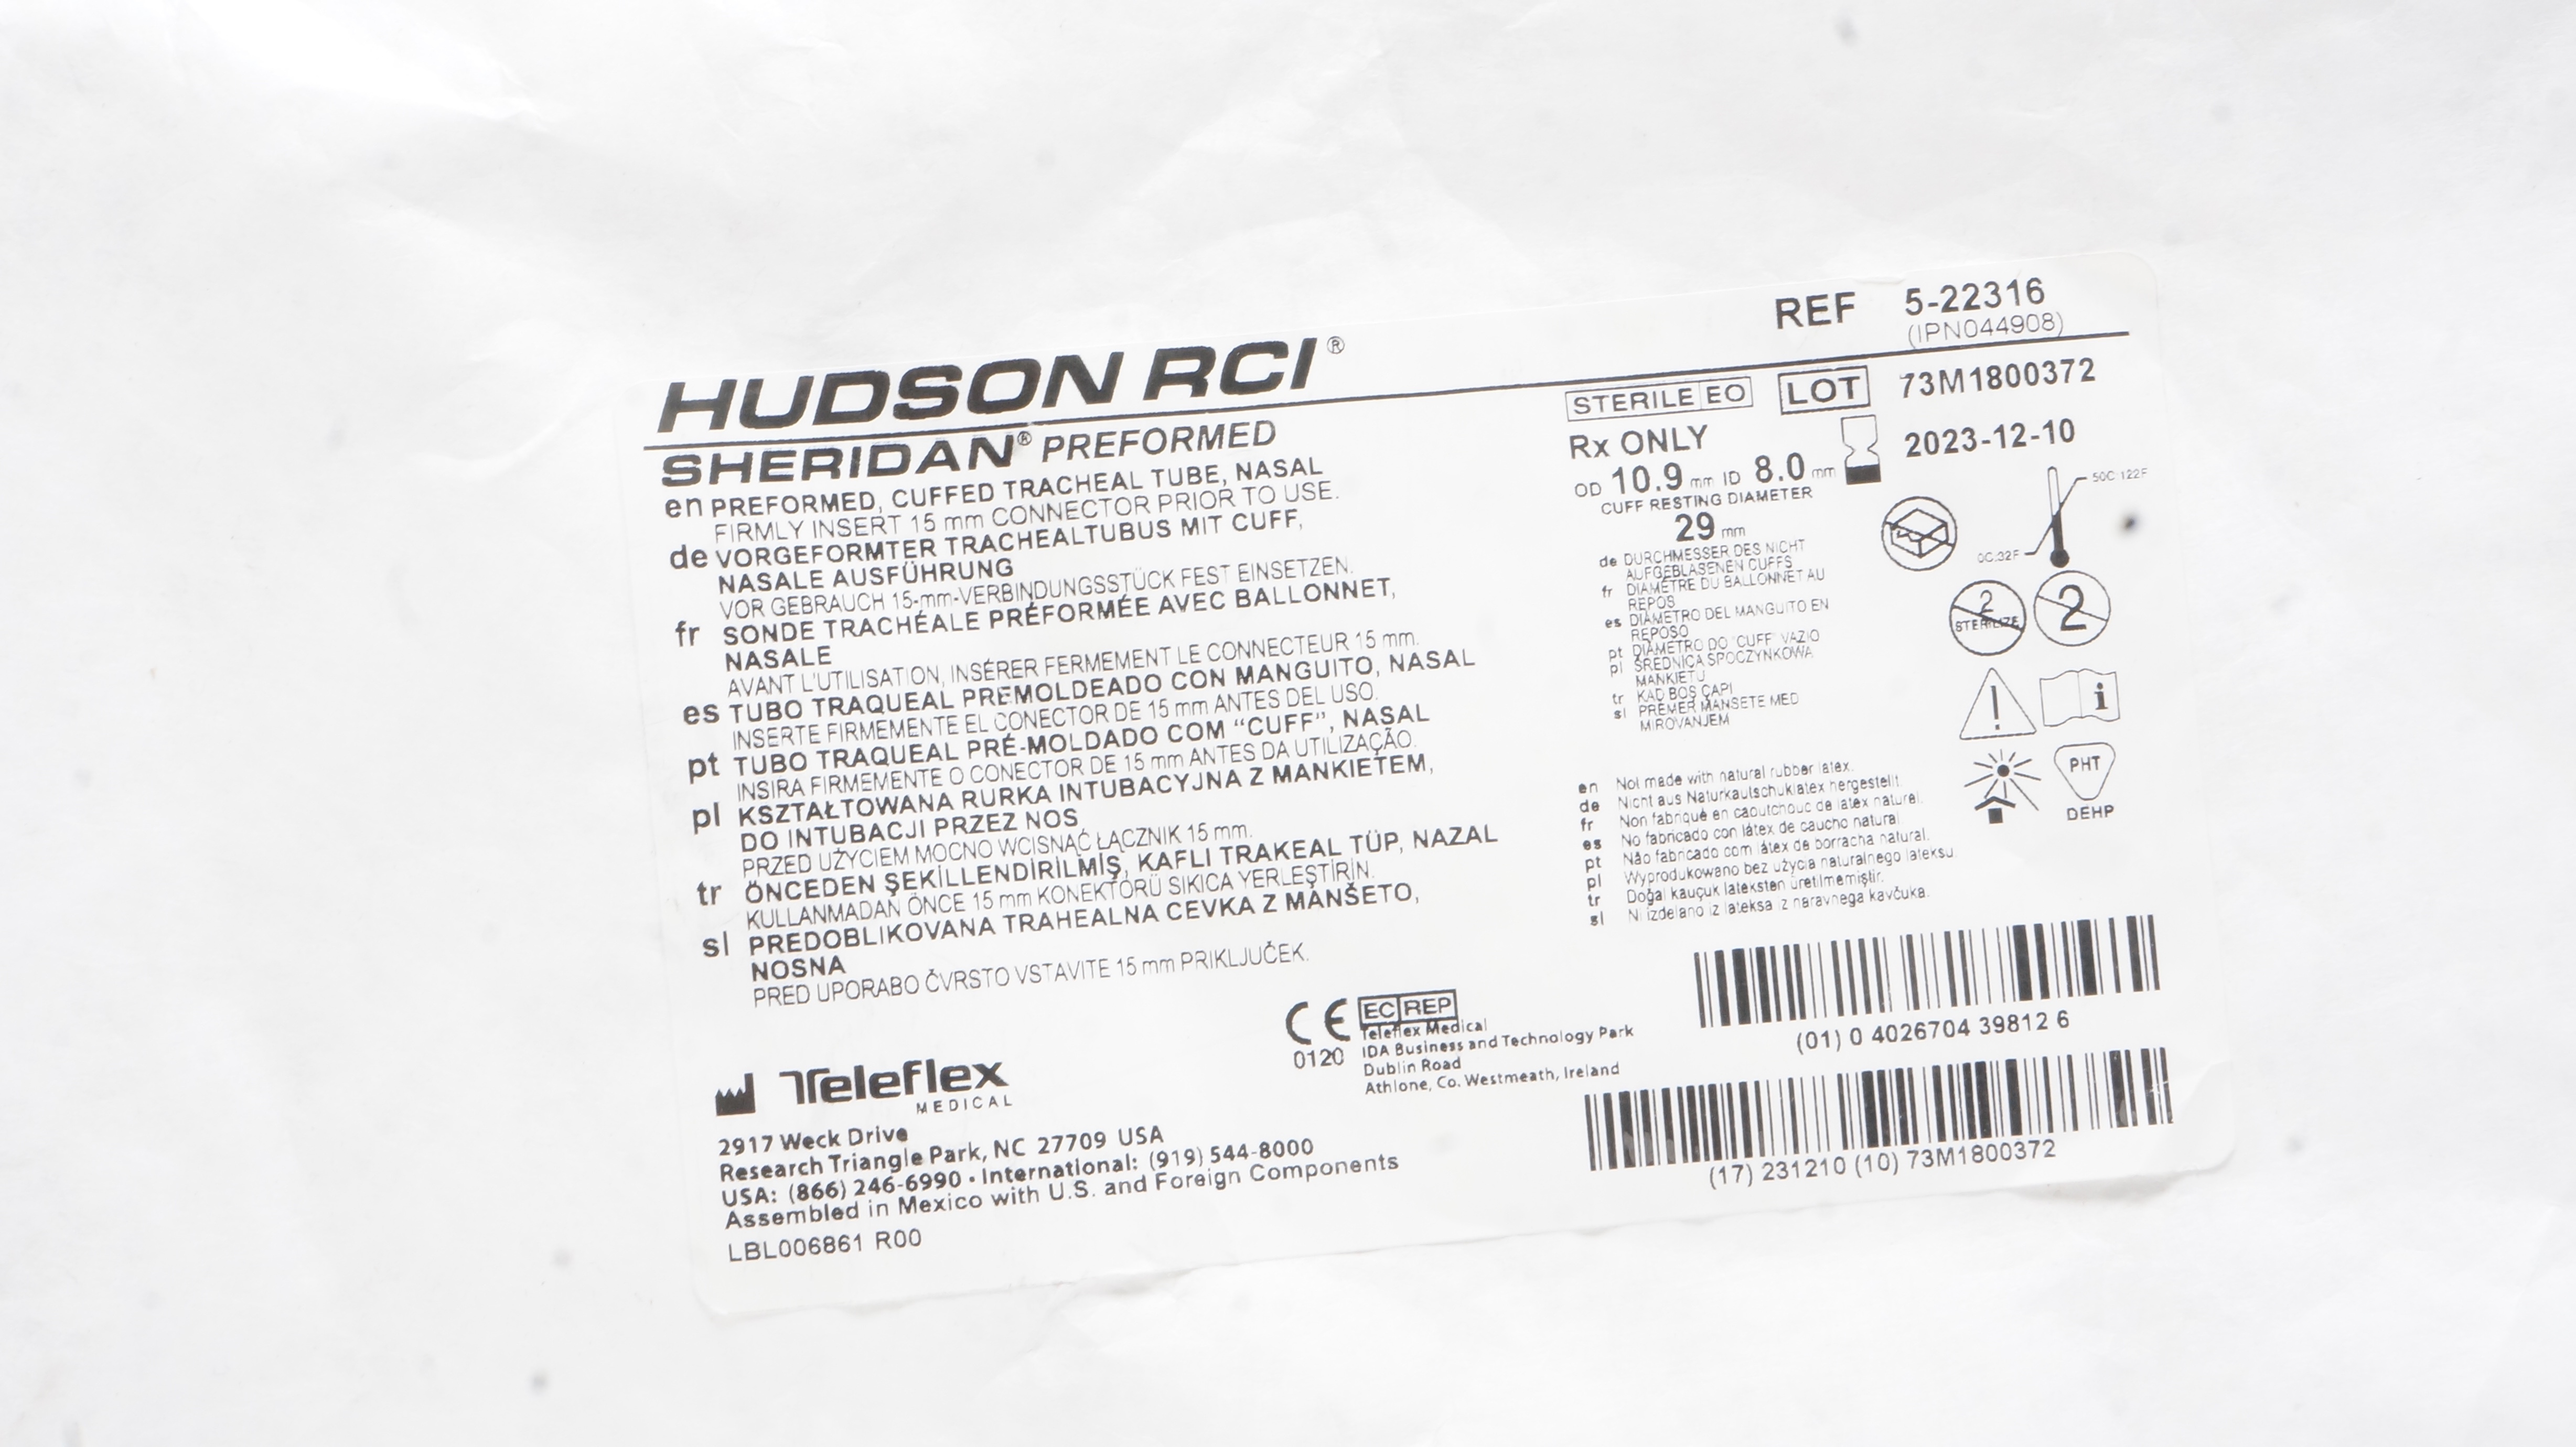 REF 5-22316
(IPN044908)
HUDSON RCI®
SHERIDAN® PREFORMED
en PREFORMED, CUFFED TRACHEAL TUBE, NASAL
FIRMLY INSERT 15 mm CONNECTOR PRIOR TO USE.
de VORGEFORMTER TRACHEALTUBUS MIT CUFF,
NASALE AUSFÜHRUNG
VOR GEBRAUCH 15-mm-VERBINDUNGSSTÜCK FEST EINSETZEN.
fr SONDE TRACHÉALE PRÉFORMÉE AVEC BALLONNET,
NASALE
AVANT L'UTILISATION, INSÉRER FERMEMENT LE CONNECTEUR 15 mm.
es TUBO TRAQUEAL PREMOLDEADO CON MANGUITO, NASAL
INSERTE FIRMEMENTE EL CONECTOR DE 15 mm ANTES DEL USO.
pt TUBO TRAQUEAL PRÉ-MOLDADO COM “CUFF”, NASAL
INSIRA FIRMEMENTE O CONECTOR DE 15 mm ANTES DA UTILIZAÇÃO.
pl KSZTAŁTOWANA RURKA INTUBACYJNA Z MANKIETEM,
DO INTUBACJI PRZEZ NOS
PRZED UŻYCIEM MOCNO WCISNĄĆ ŁĄCZNIK 15 mm.
tr ÖNCEDEN ŞEKİLLENDİRİLMİŞ, KAFLI TRAKEAL TÜP, NAZAL
KULLANMADAN ÖNCE 15 mm KONEKTÖRÜ SIKICA YERLEŞTİRİN.
sl PREDOBLIKOVANA TRAHEALNA CEVKA Z MANŠETO,
NOSNA
PRED UPORABO ČVRSTO VSTAVITE 15 mm PRIKLJUČEK.
STERILE EO LOT 73M1800372
Rx ONLY 2023-12-10
OD 10.9 mm ID 8.0 mm
CUFF RESTING DIAMETER
29 mm
de DURCHMESSER DES NICHT
AUFGEBLASENEN CUFFS
fr DIAMÈTRE DU BALLONNET AU
REPOS
es DIÁMETRO DEL MANGUITO EN
REPOSO
pt DIÂMETRO DO "CUFF" VAZIO
pl ŚREDNICA SPOCZYNKOWA
MANKIETU
tr KAD BOŞ ÇAPI
sl PREMER MANŠETE MED
MIROVANJEM
50C 122F
0C 32F
2
STERILIZE
2
PHT
DEHP
en Not made with natural rubber latex.
de Nicht aus Naturkautschuklatex hergestellt.
fr Non fabriqué en caoutchouc de latex naturel.
es No fabricado con látex de caucho natural
pt Não fabricado com látex de borracha natural.
pl Wyprodukowano bez użycia naturalnego lateksu.
tr Doğal kauçuk lateksten üretilmemiştir.
sl Ni izdelano iz lateksa iz naravnega kavčuka.
(01) 0 4026704 39812 6
(17) 231210 (10) 73M1800372
CE 0120
EC REP
Teleflex Medical
IDA Business and Technology Park
Dublin Road
Athlone, Co. Westmeath, Ireland
Teleflex
MEDICAL
2917 Weck Drive
Research Triangle Park, NC 27709 USA
USA: (866) 246-6990 • International: (919) 544-8000
Assembled in Mexico with U.S. and Foreign Components
LBL006861 R00